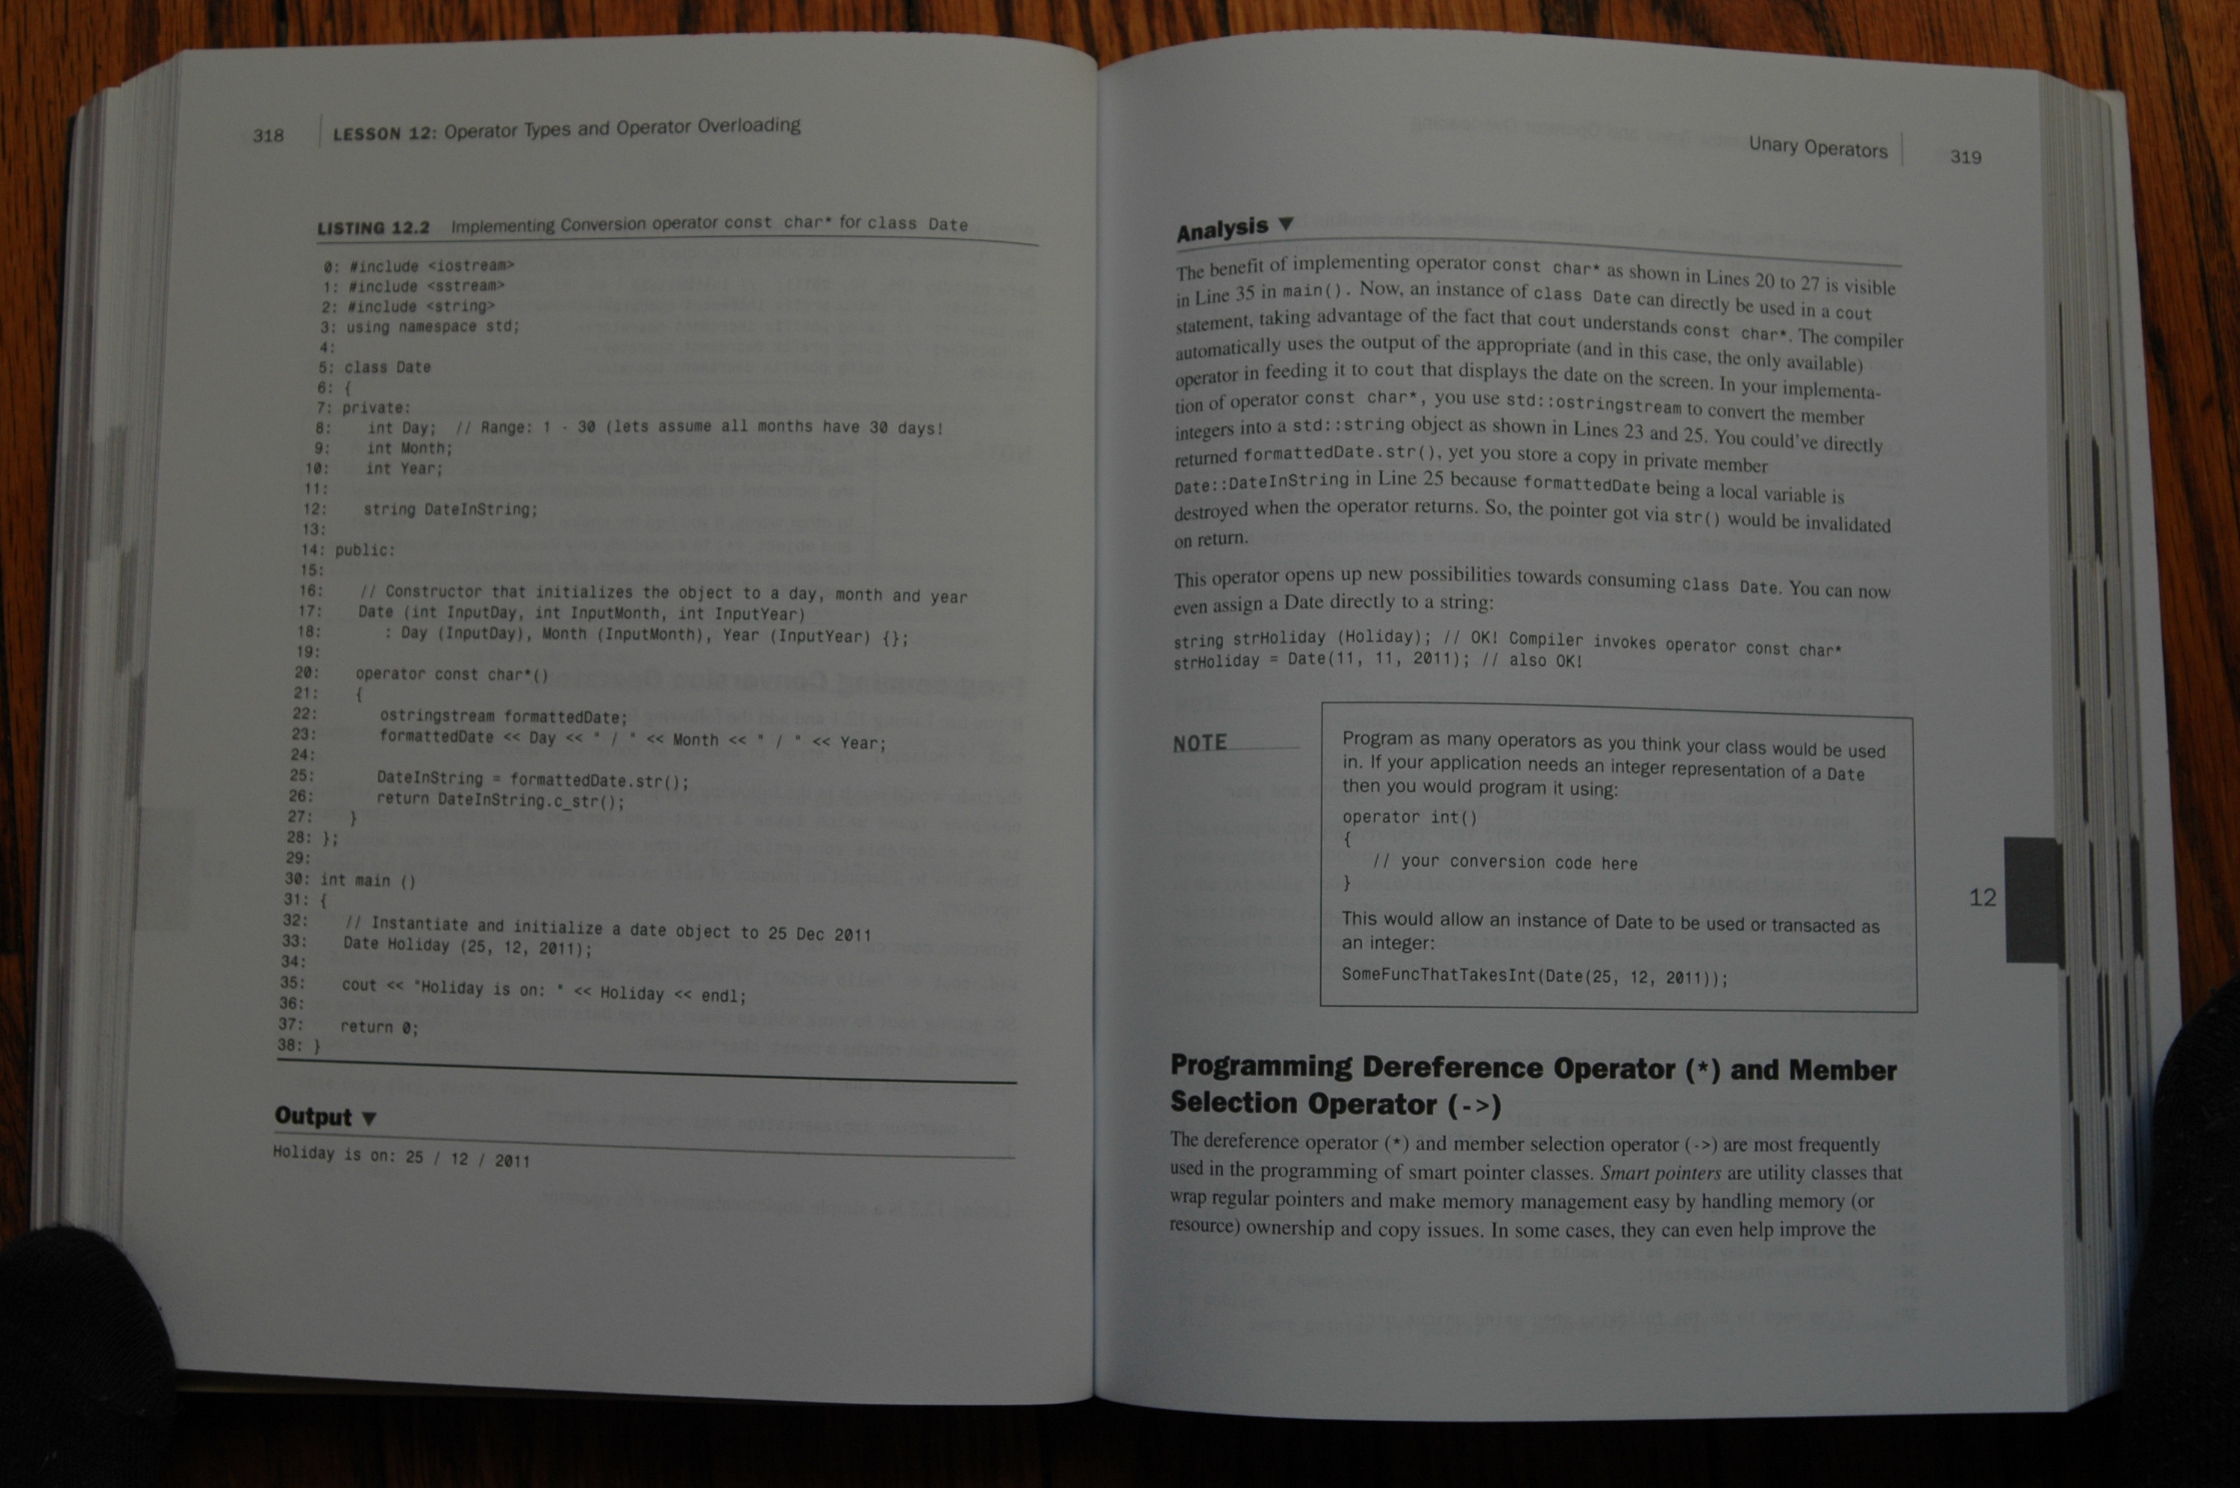 318 | LESSON 12: Operator Types and Operator Overloading
LISTING 12.2 Implementing Conversion operator const char* for class Date
0: #include <iostream>
1: #include <sstream>
2: #include <string>
3: using namespace std;
4:
5: class Date
6: {
7: private:
8: int Day; // Range: 1 - 30 (lets assume all months have 30 days!
9: int Month;
10: int Year;
11:
12: string DateInString;
13:
14: public:
15:
16: // Constructor that initializes the object to a day, month and year
17: Date (int InputDay, int InputMonth, int InputYear)
18: : Day (InputDay), Month (InputMonth), Year (InputYear) {};
19:
20: operator const char*()
21: {
22: ostringstream formattedDate;
23: formattedDate << Day << " / " << Month << " / " << Year;
24:
25: DateInString = formattedDate.str();
26: return DateInString.c_str();
27: }
28: };
29:
30: int main ()
31: {
32: // Instantiate and initialize a date object to 25 Dec 2011
33: Date Holiday (25, 12, 2011);
34:
35: cout << "Holiday is on: " << Holiday << endl;
36:
37: return 0;
38: }
Output ▼
Holiday is on: 25 / 12 / 2011
Unary Operators | 319
Analysis ▼
The benefit of implementing operator const char* as shown in Lines 20 to 27 is visible
in Line 35 in main(). Now, an instance of class Date can directly be used in a cout
statement, taking advantage of the fact that cout understands const char*. The compiler
automatically uses the output of the appropriate (and in this case, the only available)
operator in feeding it to cout that displays the date on the screen. In your implementa-
tion of operator const char*, you use std::ostringstream to convert the member
integers into a std::string object as shown in Lines 23 and 25. You could've directly
returned formattedDate.str(), yet you store a copy in private member
Date::DateInString in Line 25 because formattedDate being a local variable is
destroyed when the operator returns. So, the pointer got via str() would be invalidated
on return.
This operator opens up new possibilities towards consuming class Date. You can now
even assign a Date directly to a string:
string strHoliday (Holiday); // OK! Compiler invokes operator const char*
strHoliday = Date(11, 11, 2011); // also OK!
NOTE
Program as many operators as you think your class would be used
in. If your application needs an integer representation of a Date
then you would program it using:
operator int()
{
// your conversion code here
}
This would allow an instance of Date to be used or transacted as
an integer:
SomeFuncThatTakesInt(Date(25, 12, 2011));
12
Programming Dereference Operator (*) and Member
Selection Operator (->)
The dereference operator (*) and member selection operator (->) are most frequently
used in the programming of smart pointer classes. Smart pointers are utility classes that
wrap regular pointers and make memory management easy by handling memory (or
resource) ownership and copy issues. In some cases, they can even help improve the